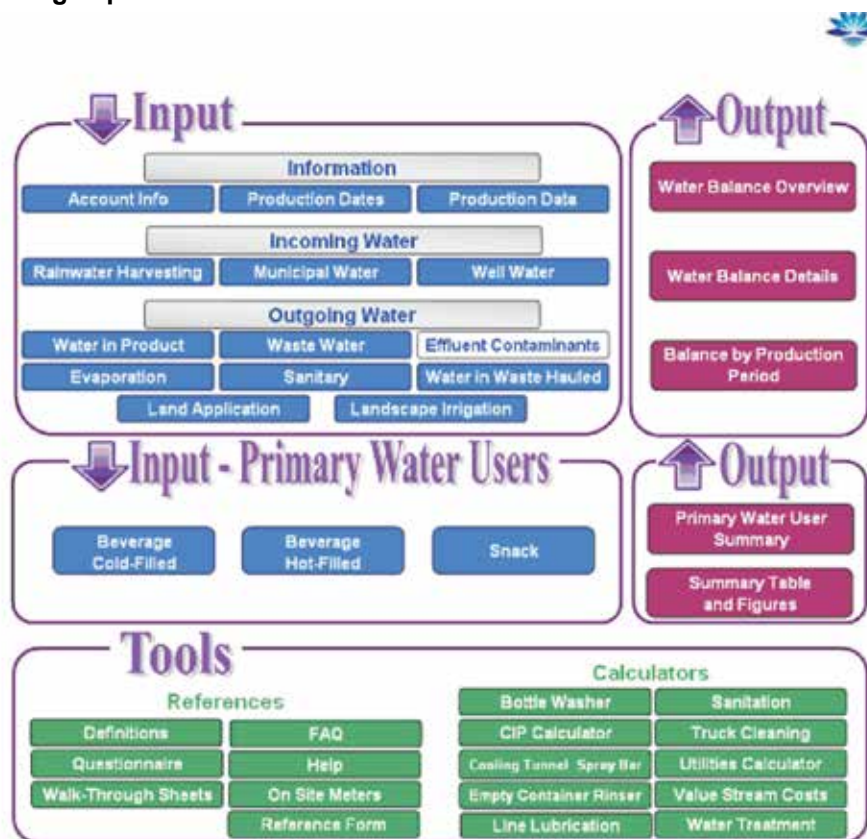 Input
Information
Account Info
Production Dates
Production Data
Incoming Water
Rainwater Harvesting
Municipal Water
Well Water
Outgoing Water
Water in Product
Waste Water
Effluent Contaminants
Evaporation
Sanitary
Water in Waste Hauled
Land Application
Landscape Irrigation
Output
Water Balance Overview
Water Balance Details
Balance by Production
Period
Input - Primary Water Users
Beverage
Cold-Filled
Beverage
Hot-Filled
Snack
Output
Primary Water User
Summary
Summary Table
and Figures
Tools
References
Definitions
FAQ
Questionnaire
Help
Walk-Through Sheets
On Site Meters
Reference Form
Calculators
Bottle Washer
Sanitation
CIP Calculator
Truck Cleaning
Cooling Tunnel Spray Bar
Utilities Calculator
Empty Container Rinser
Value Stream Costs
Line Lubrication
Water Treatment